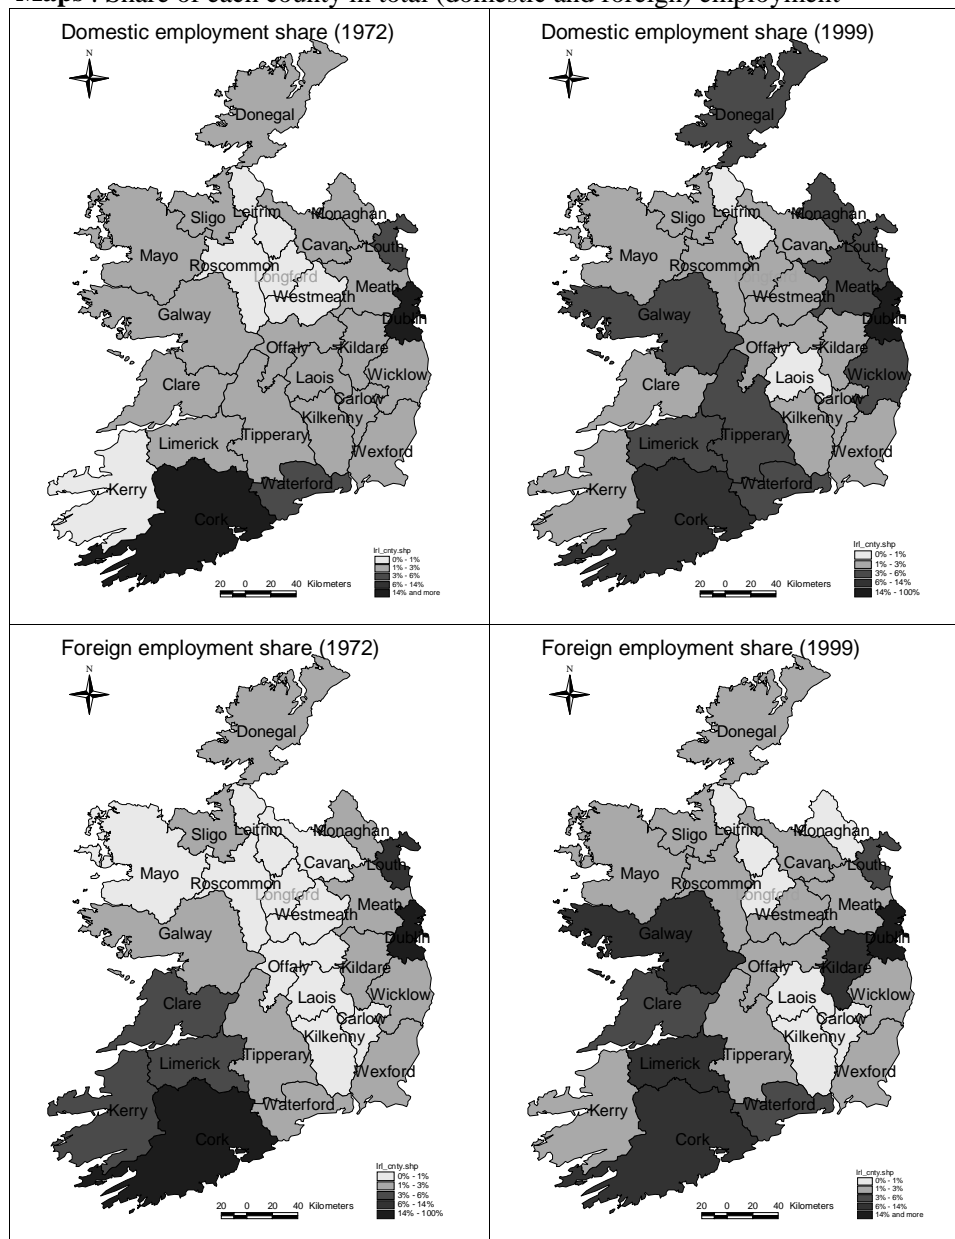 Maps : Share of each county in total (domestic and foreign) employment
Domestic employment share (1972)
N
Donegal
Sligo
Leitrim
Monaghan
Cavan
Louth
Mayo
Roscommon
Longford
Meath
Westmeath
Galway
Dublin
Offaly
Kildare
Laois
Wicklow
Clare
Carlow
Kilkenny
Tipperary
Limerick
Wexford
Waterford
Kerry
Cork
Irl_cnty.shp
0% - 1%
1% - 3%
3% - 6%
6% - 14%
14% and more
20 0 20 40 Kilometers
Domestic employment share (1999)
N
Donegal
Sligo
Leitrim
Monaghan
Cavan
Louth
Mayo
Roscommon
Meath
Westmeath
Galway
Dublin
Offaly
Kildare
Laois
Wicklow
Clare
Carlow
Kilkenny
Tipperary
Limerick
Wexford
Waterford
Kerry
Cork
Irl_cnty.shp
0% - 1%
1% - 3%
3% - 6%
6% - 14%
14% - 100%
20 0 20 40 Kilometers
Foreign employment share (1972)
N
Donegal
Sligo
Leitrim
Monaghan
Cavan
Louth
Mayo
Roscommon
Longford
Meath
Westmeath
Galway
Dublin
Offaly
Kildare
Laois
Wicklow
Clare
Carlow
Kilkenny
Tipperary
Limerick
Wexford
Waterford
Kerry
Cork
Irl_cnty.shp
0% - 1%
1% - 3%
3% - 6%
6% - 14%
14% - 100%
20 0 20 40 Kilometers
Foreign employment share (1999)
N
Donegal
Sligo
Leitrim
Monaghan
Cavan
Louth
Mayo
Roscommon
Longford
Meath
Westmeath
Galway
Dublin
Offaly
Kildare
Laois
Wicklow
Clare
Carlow
Kilkenny
Tipperary
Limerick
Wexford
Waterford
Kerry
Cork
Irl_cnty.shp
0% - 1%
1% - 3%
3% - 6%
6% - 14%
14% and more
20 0 20 40 Kilometers